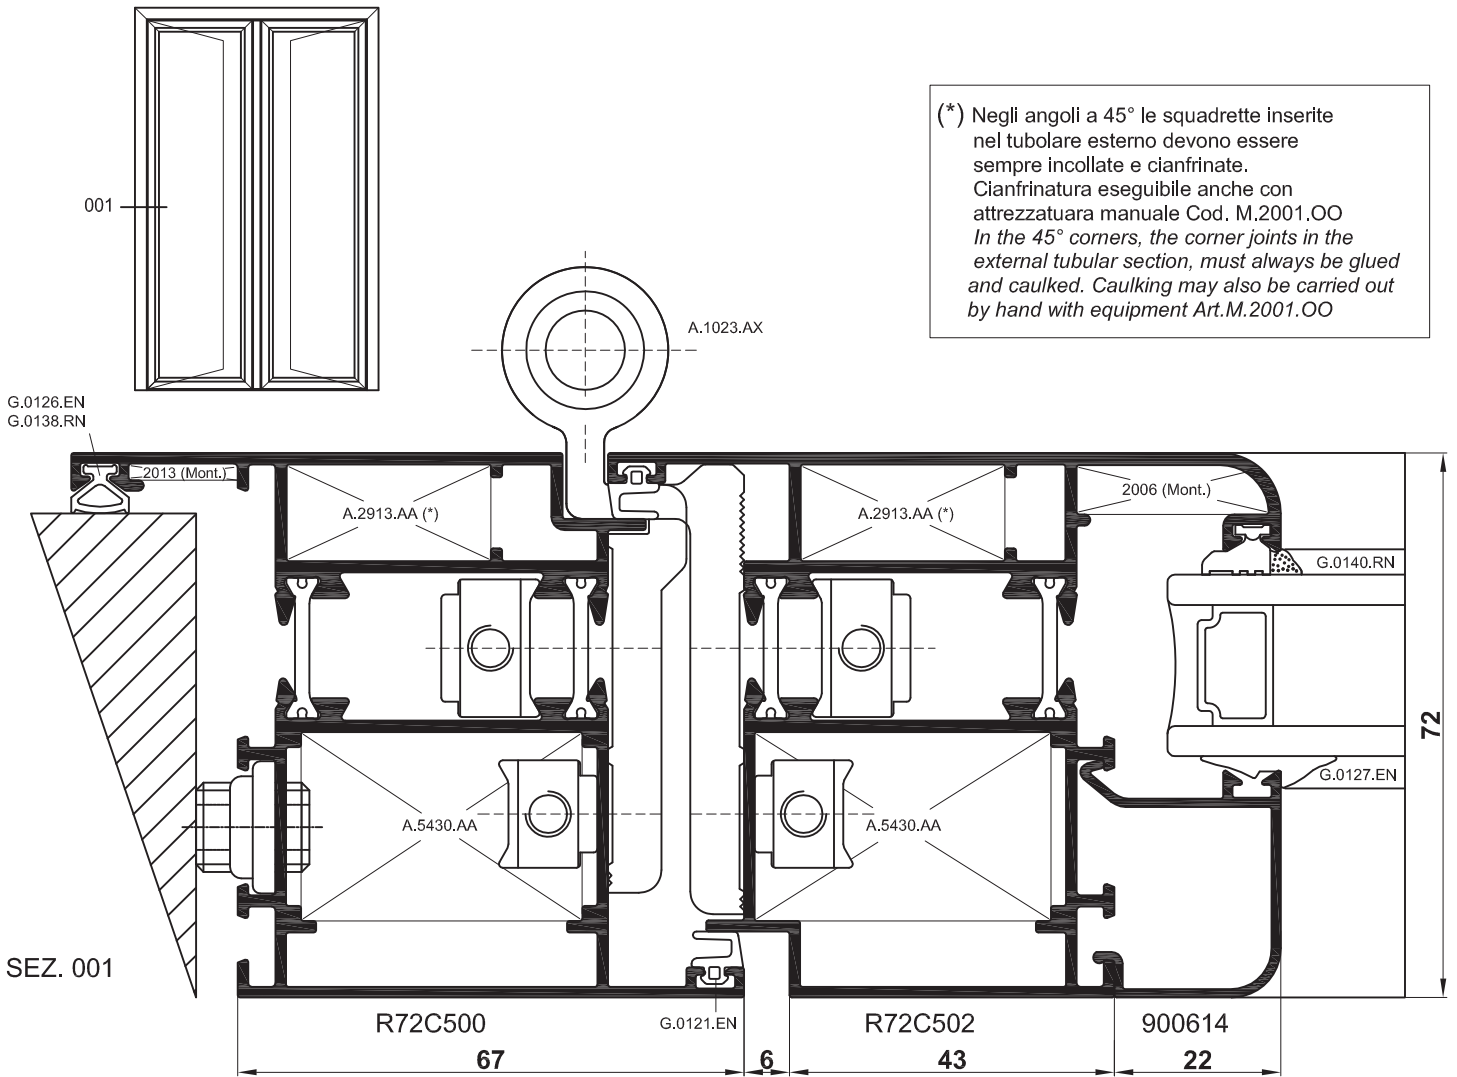 001
(*) Negli angoli a 45° le squadrette inserite
nel tubolare esterno devono essere
sempre incollate e cianfrinate.
Cianfrinatura eseguibile anche con
attrezzatuara manuale Cod. M.2001.OO
In the 45° corners, the corner joints in the
external tubular section, must always be glued
and caulked. Caulking may also be carried out
by hand with equipment Art.M.2001.OO
A.1023.AX
G.0126.EN
G.0138.RN
2013 (Mont.)
A.2913.AA (*)
A.2913.AA (*)
2006 (Mont.)
G.0140.RN
72
G.0127.EN
A.5430.AA
A.5430.AA
SEZ. 001
R72C500
G.0121.EN
R72C502
900614
67
6
43
22